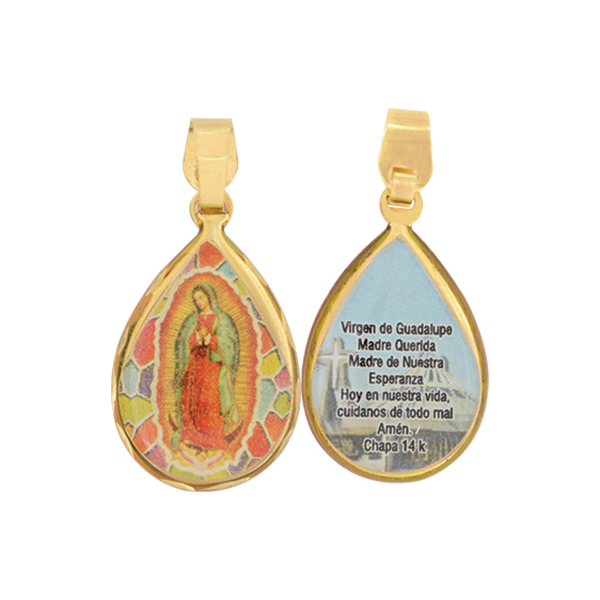 Virgen de Guadalupe
Madre Querida
Madre de Nuestra
Esperanza
Hoy en nuestra vida,
cuidanos de todo mal
Amén.
Chapa 14 k